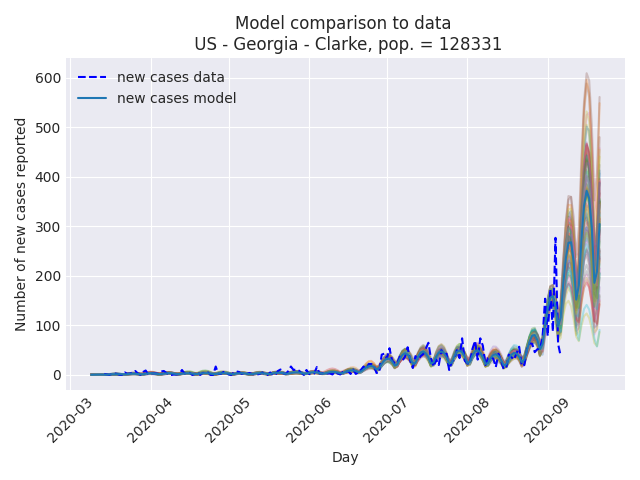 Model comparison to data
US - Georgia - Clarke, pop. = 128331
new cases data
new cases model
Number of new cases reported
600
500
400
300
200
100
0
2020-03
2020-04
2020-05
2020-06
2020-07
2020-08
2020-09
Day